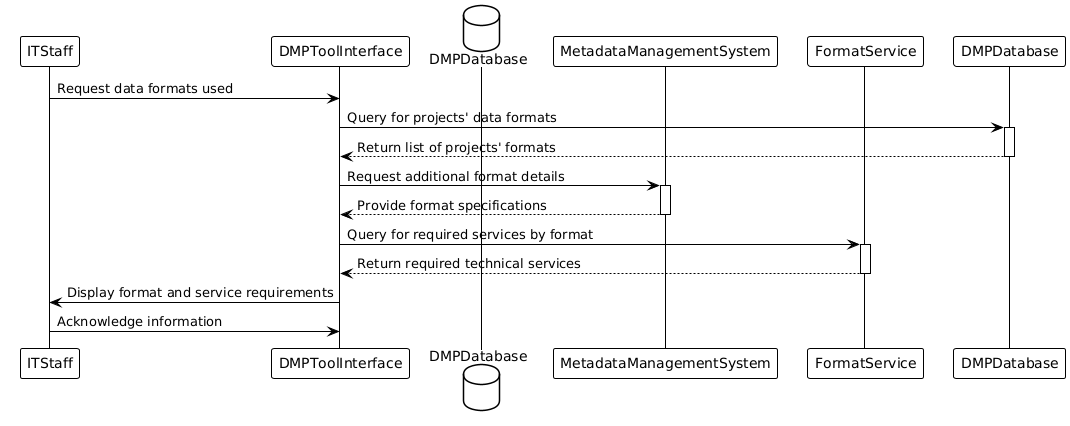 ITStaff
DMPToolInterface
DMPDatabase
MetadataManagementSystem
FormatService
DMPDatabase
Request data formats used
Query for projects' data formats
Return list of projects' formats
Request additional format details
Provide format specifications
Query for required services by format
Return required technical services
Display format and service requirements
Acknowledge information
ITStaff
DMPToolInterface
DMPDatabase
MetadataManagementSystem
FormatService
DMPDatabase